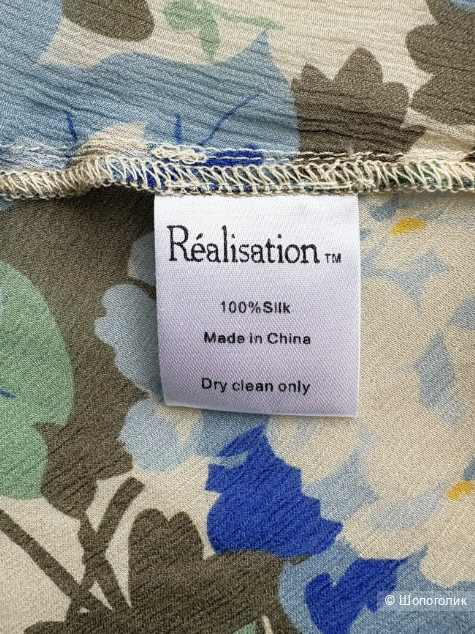 Réalisation TM
100%Silk
Made in China
Dry clean only
© Шопоголик